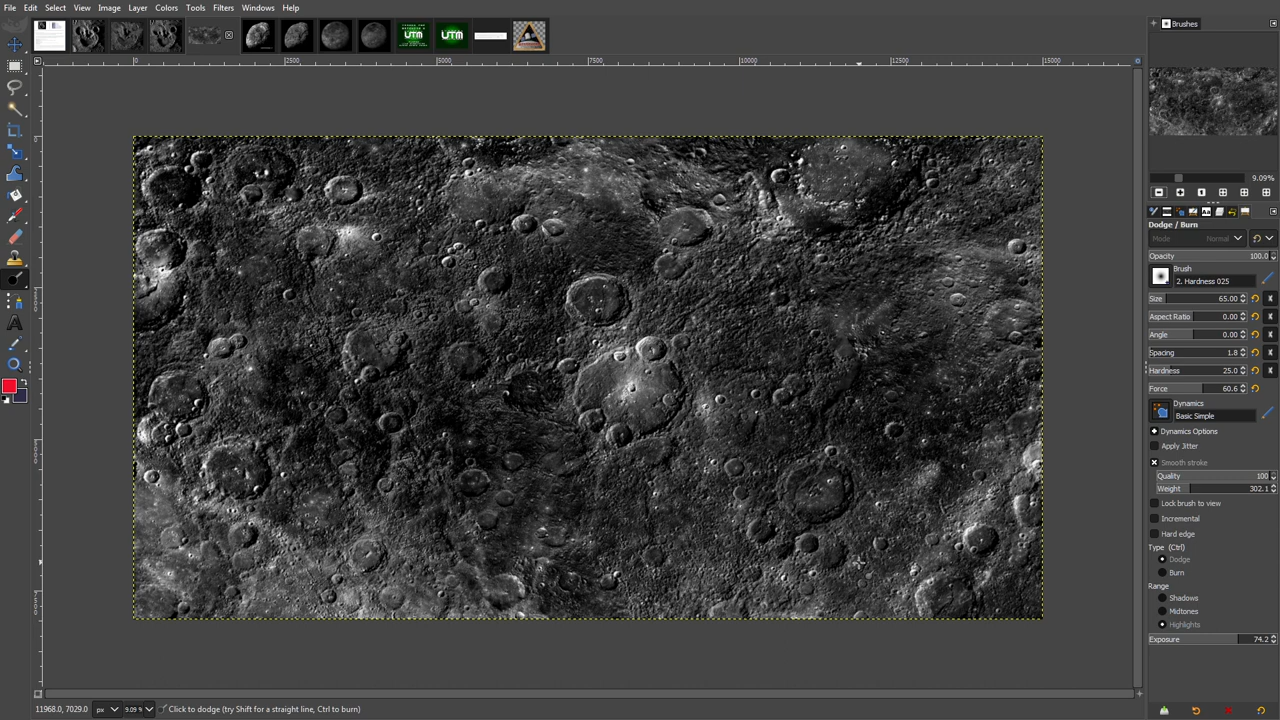 File Edit Select View Image Layer Colors Tools Filters Windows Help
Brushes
UTM UTM
0 2500 5000 7500 10000 12500 15000
9.09%
Dodge / Burn
Mode Normal
Opacity 100.0
Brush
2. Hardness 025
Size 65.00
Aspect Ratio 0.00
Angle 0.00
Spacing 1.8
Hardness 25.0
Force 60.6
Dynamics
Basic Simple
Dynamics Options
Apply Jitter
Smooth stroke
Quality 100
Weight 302.1
Lock brush to view
Incremental
Hard edge
Type (Ctrl)
Dodge
Burn
Range
Shadows
Midtones
Highlights
Exposure 74.2
11968.0, 7029.0 px 9.09 % Click to dodge (try Shift for a straight line, Ctrl to burn)